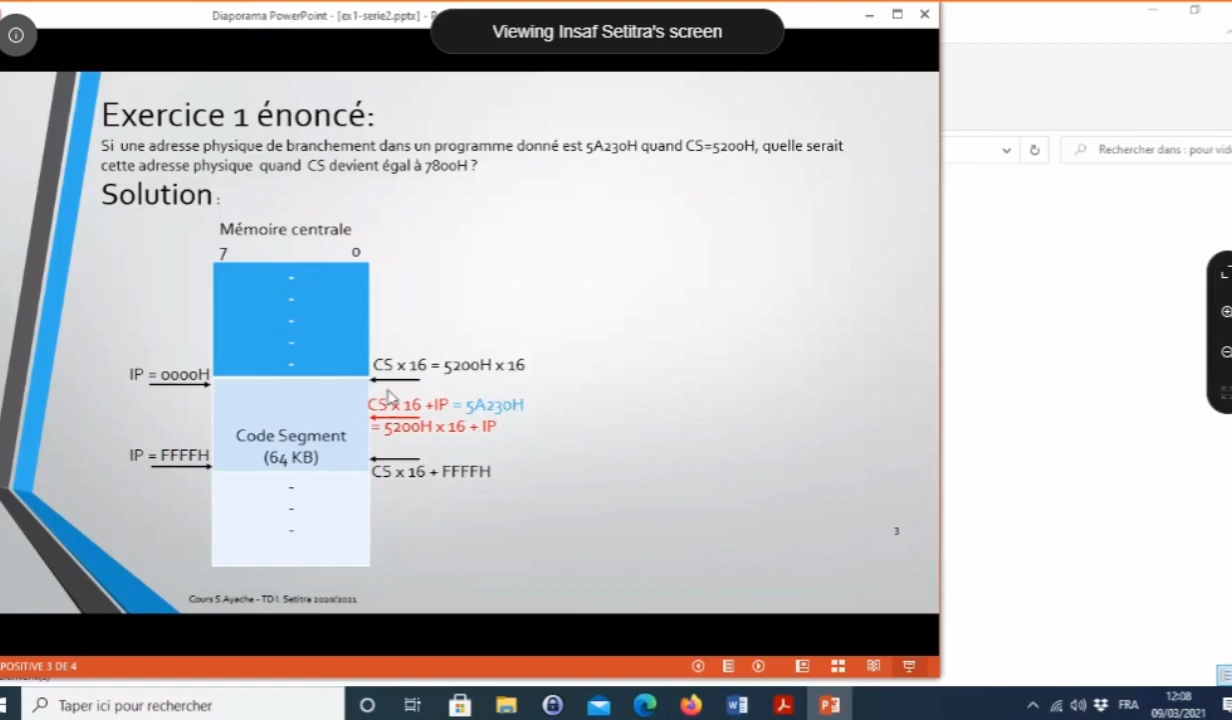 Diaporama PowerPoint - [ex1-serie2.pptx] - P
Viewing Insaf Setitra's screen
Exercice 1 énoncé:
Si une adresse physique de branchement dans un programme donné est 5A230H quand CS=5200H, quelle serait
cette adresse physique quand CS devient égal à 7800H ?
Solution :
Mémoire centrale
7 0
IP = 0000H
CS x 16 = 5200H x 16
CS x 16 +IP = 5A230H
= 5200H x 16 + IP
Code Segment
(64 KB)
IP = FFFFH
CS x 16 + FFFFH
3
Cours S.Ayache - TD I. Setitra 2020/2021
POSITIVE 3 DE 4
Rechercher dans : pour vid
Taper ici pour rechercher
FRA
12:08
09/03/2021